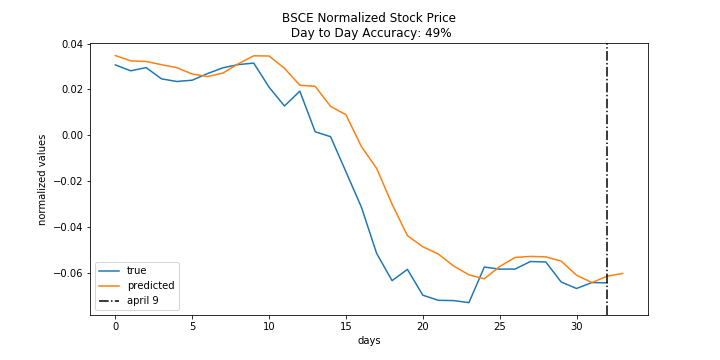 BSCE Normalized Stock Price
Day to Day Accuracy: 49%
0.04
0.02
0.00
−0.02
−0.04
−0.06
normalized values
true
predicted
april 9
0 5 10 15 20 25 30
days